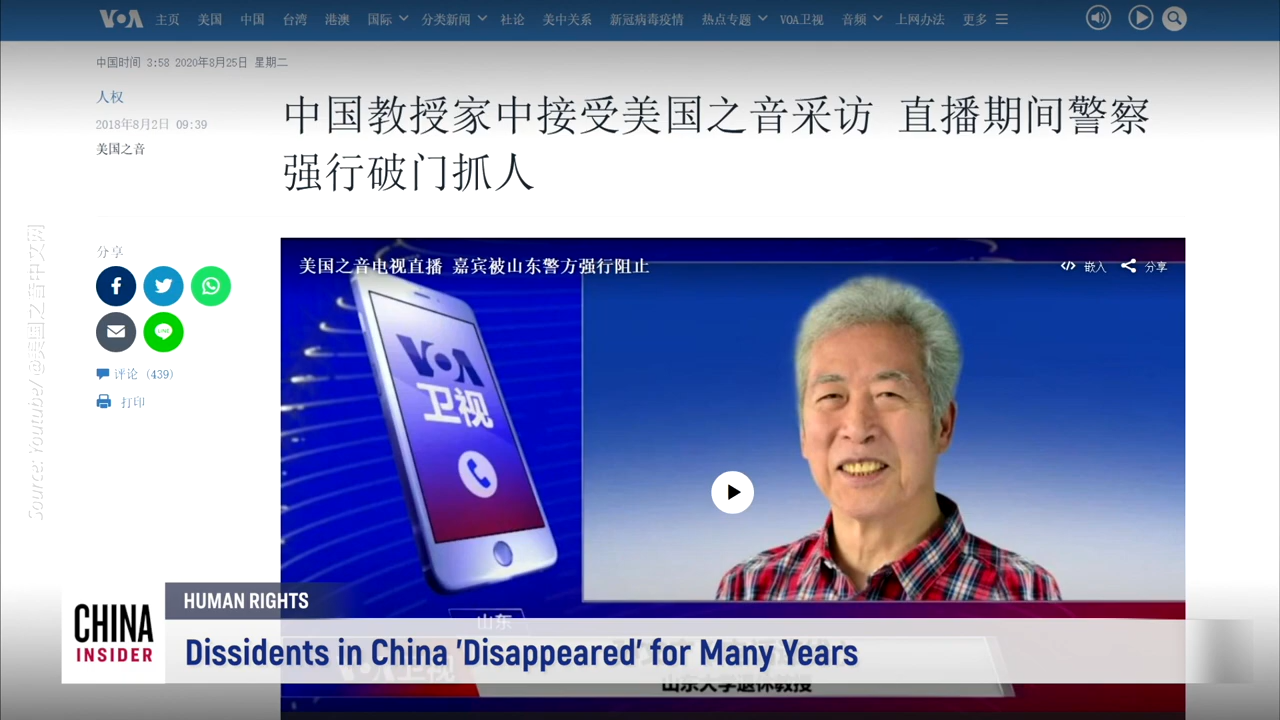 VOA 主页 美国 中国 台湾 港澳 国际 分类新闻 社论 美中关系 新冠病毒疫情 热点专题 VOA卫视 音频 上网办法 更多
中国时间 3:58 2020年8月25日 星期二
人权
2018年8月2日 09:39
美国之音
中国教授家中接受美国之音采访 直播期间警察
强行破门抓人
分享
评论 (439)
打印
美国之音电视直播 嘉宾被山东警方强行阻止
嵌入 分享
VOA
卫视
山东
Source: Youtube/ @美国之音中文网
CHINA
INSIDER
HUMAN RIGHTS
Dissidents in China 'Disappeared' for Many Years
山东大学退休教授